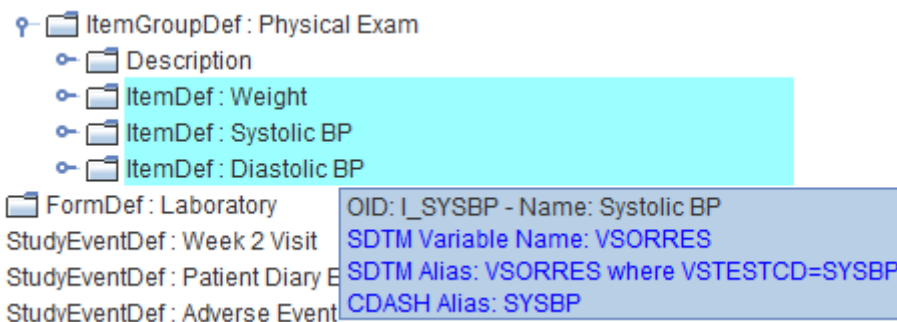 ItemGroupDef : Physical Exam
Description
ItemDef : Weight
ItemDef : Systolic BP
ItemDef : Diastolic BP
FormDef : Laboratory
StudyEventDef : Week 2 Visit
StudyEventDef : Patient Diary E
StudyEventDef : Adverse Event
OID: I_SYSBP - Name: Systolic BP
SDTM Variable Name: VSORRES
SDTM Alias: VSORRES where VSTESTCD=SYSBP
CDASH Alias: SYSBP